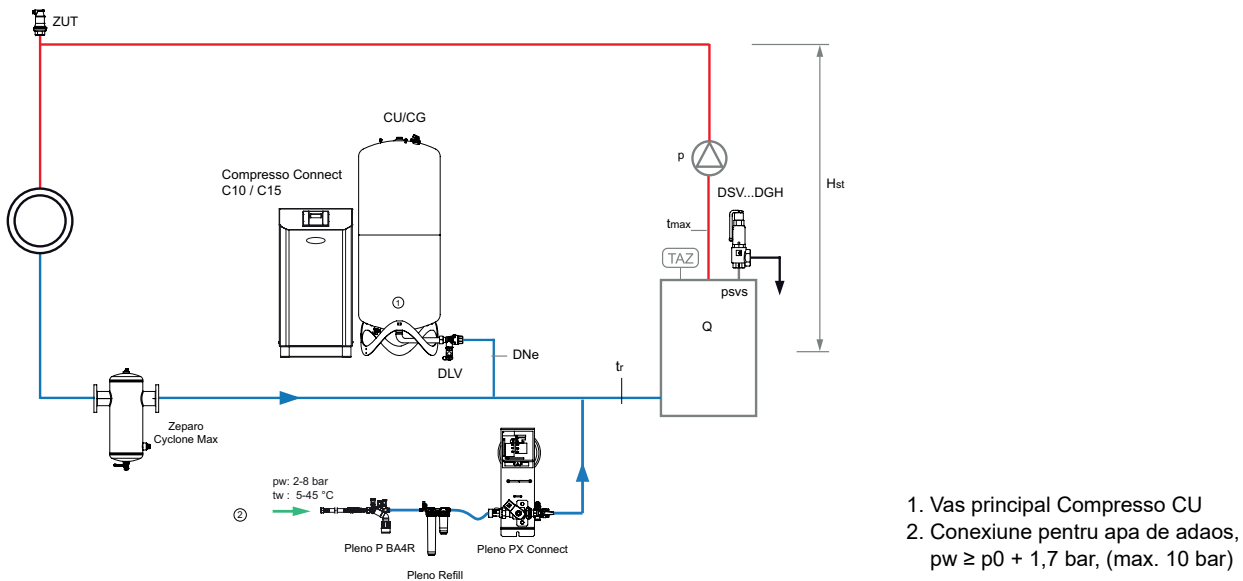 ZUT
CU/CG
Compresso Connect
C10 / C15
p
Hst
DSV...DGH
tmax
TAZ
psvs
①
Q
DNe
DLV
tr
Zeparo
Cyclone Max
pw: 2-8 bar
tw : 5-45 °C
②
Pleno P BA4R
Pleno PX Connect
Pleno Refill
1. Vas principal Compresso CU
2. Conexiune pentru apa de adaos,
pw ≥ p0 + 1,7 bar, (max. 10 bar)